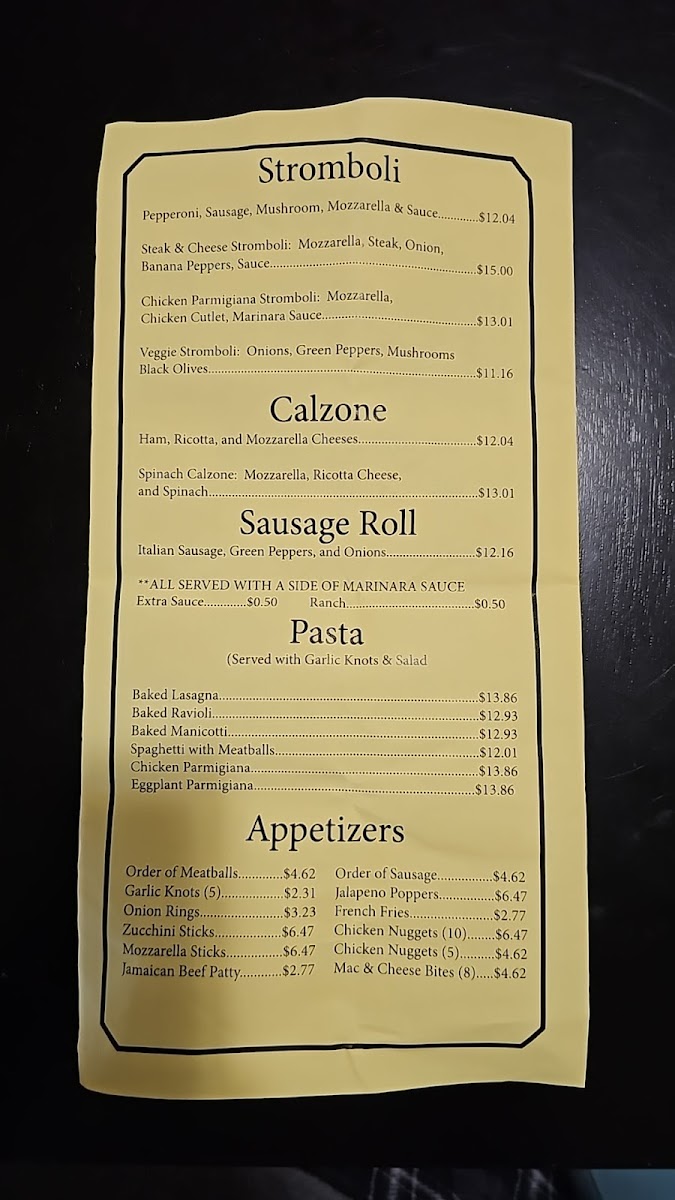 Stromboli
Pepperoni, Sausage, Mushroom, Mozzarella & Sauce............$12.04
Steak & Cheese Stromboli: Mozzarella, Steak, Onion,
Banana Peppers, Sauce............$15.00
Chicken Parmigiana Stromboli: Mozzarella,
Chicken Cutlet, Marinara Sauce............$13.01
Veggie Stromboli: Onions, Green Peppers, Mushrooms
Black Olives............$11.16
Calzone
Ham, Ricotta, and Mozzarella Cheeses............$12.04
Spinach Calzone: Mozzarella, Ricotta Cheese,
and Spinach............$13.01
Sausage Roll
Italian Sausage, Green Peppers, and Onions............$12.16
**ALL SERVED WITH A SIDE OF MARINARA SAUCE
Extra Sauce............$0.50 Ranch............$0.50
Pasta
(Served with Garlic Knots & Salad
Baked Lasagna............$13.86
Baked Ravioli............$12.93
Baked Manicotti............$12.93
Spaghetti with Meatballs............$12.01
Chicken Parmigiana............$13.86
Eggplant Parmigiana............$13.86
Appetizers
Order of Meatballs............$4.62 Order of Sausage............$4.62
Garlic Knots (5)............$2.31 Jalapeno Poppers............$6.47
Onion Rings............$3.23 French Fries............$2.77
Zucchini Sticks............$6.47 Chicken Nuggets (10)........$6.47
Mozzarella Sticks............$6.47 Chicken Nuggets (5)..........$4.62
Jamaican Beef Patty...........$2.77 Mac & Cheese Bites (8).....$4.62